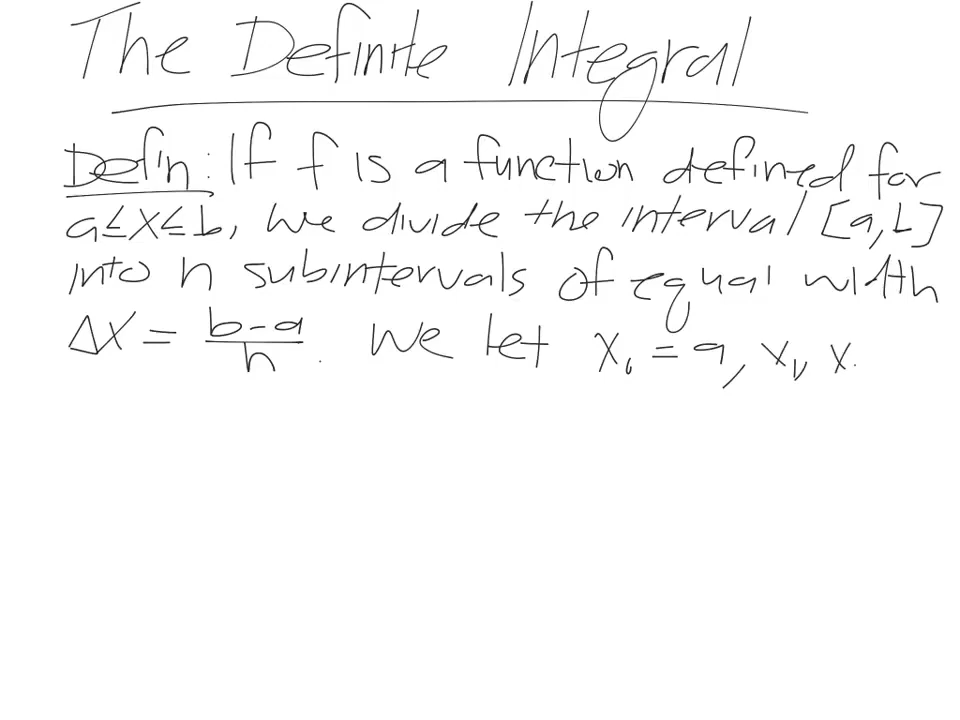 The Definite Integral
Def'n: If f is a function defined for
a≤x≤b, we divide the interval [a,b]
into n subintervals of equal width
Δx = (b-a)/n. We let x₀ = a, x₁, x